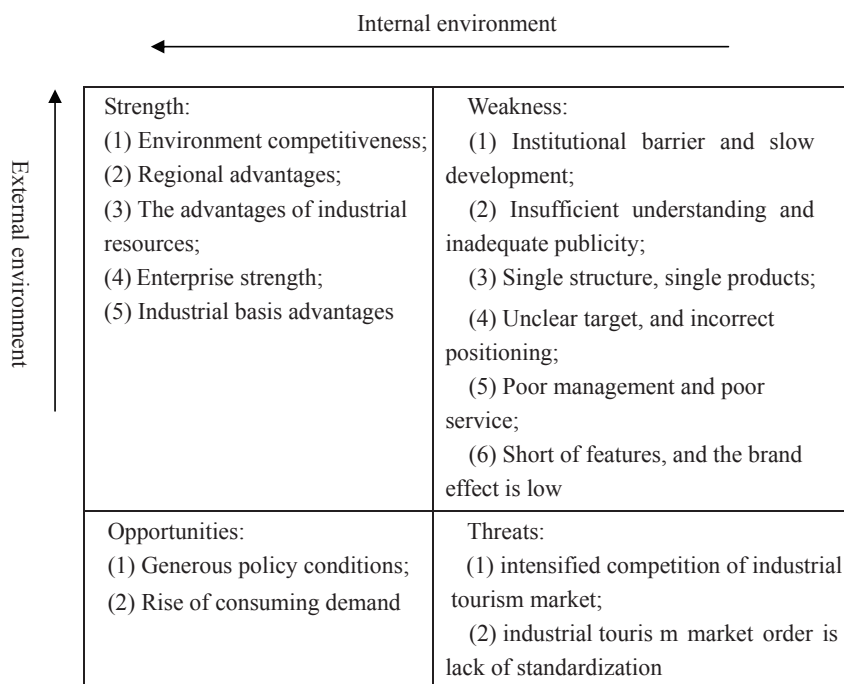 Internal environment
External environment
Strength:
(1) Environment competitiveness;
(2) Regional advantages;
(3) The advantages of industrial
resources;
(4) Enterprise strength;
(5) Industrial basis advantages
Weakness:
(1) Institutional barrier and slow
development;
(2) Insufficient understanding and
inadequate publicity;
(3) Single structure, single products;
(4) Unclear target, and incorrect
positioning;
(5) Poor management and poor
service;
(6) Short of features, and the brand
effect is low
Opportunities:
(1) Generous policy conditions;
(2) Rise of consuming demand
Threats:
(1) intensified competition of industrial
tourism market;
(2) industrial touris m market order is
lack of standardization